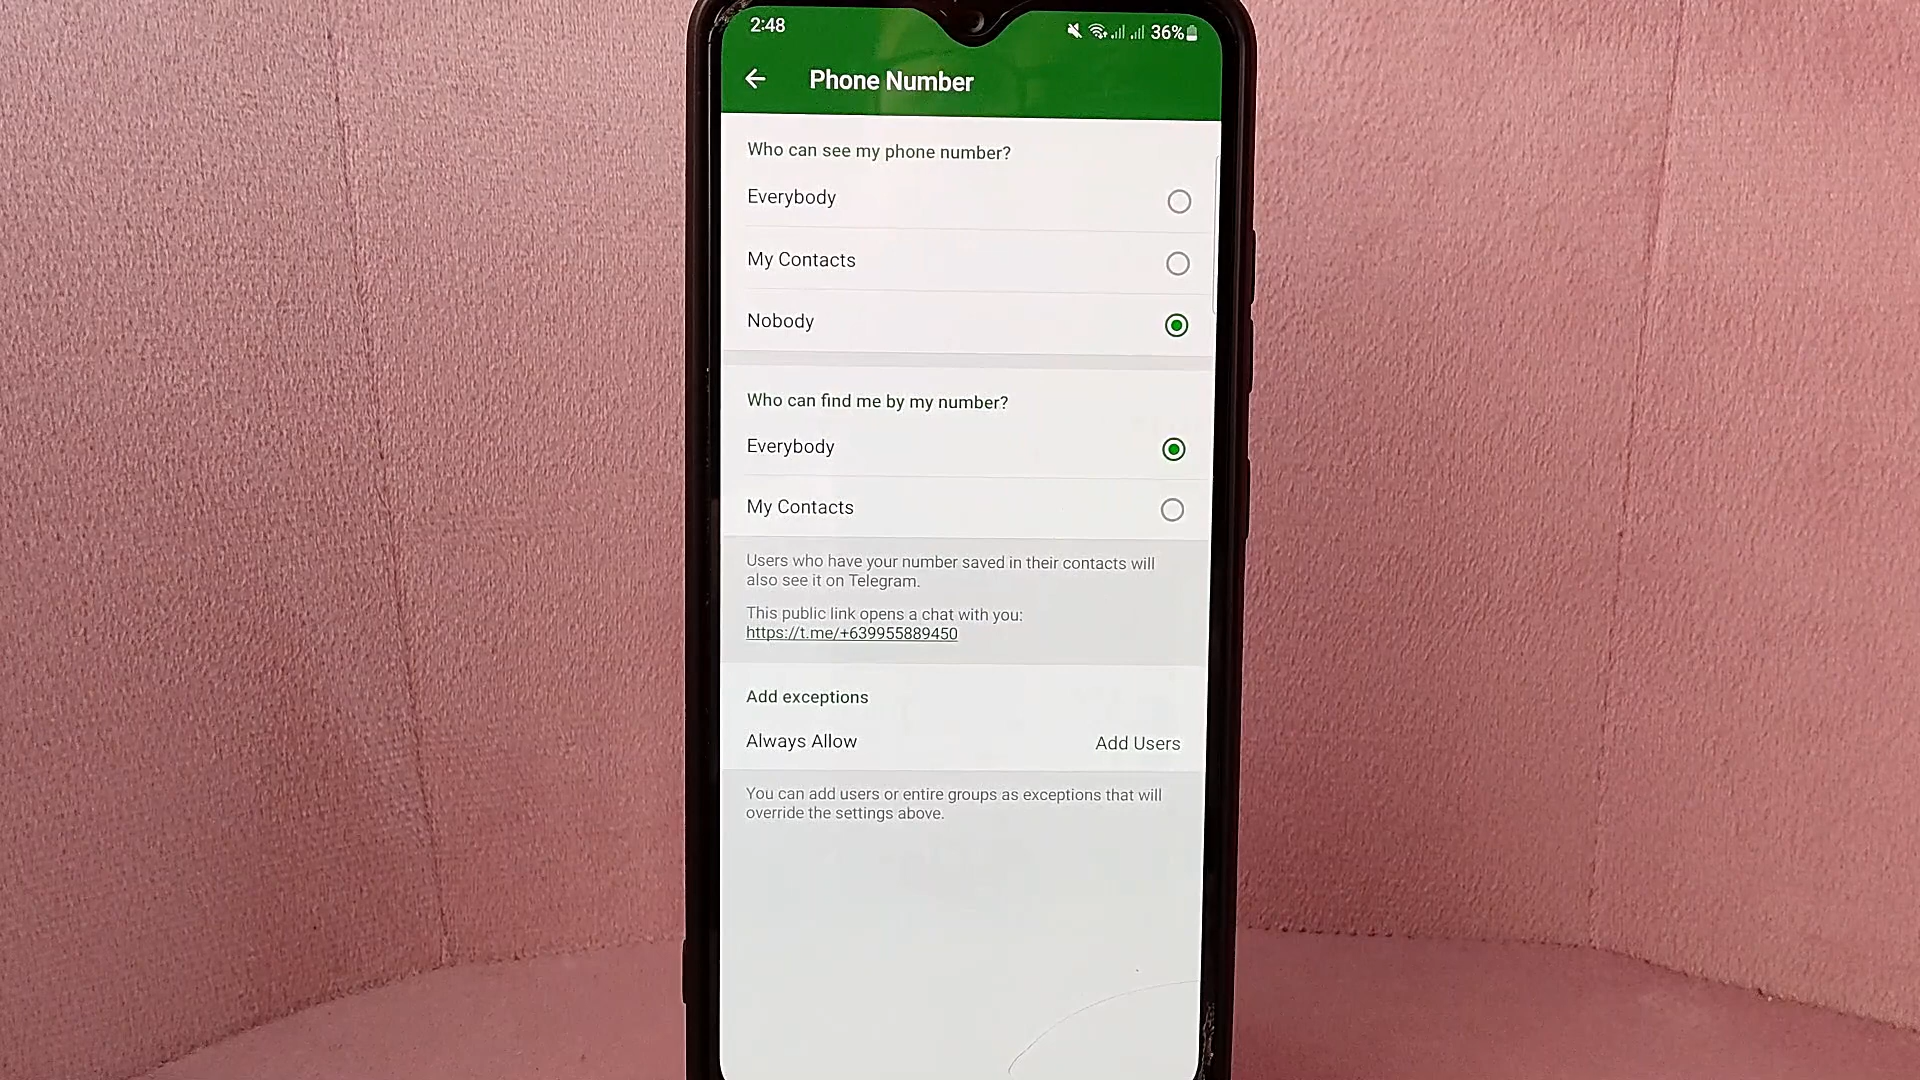 2:48
36%
Phone Number
Who can see my phone number?
Everybody
My Contacts
Nobody
Who can find me by my number?
Everybody
My Contacts
Users who have your number saved in their contacts will
also see it on Telegram.
This public link opens a chat with you:
https://t.me/+639955889450
Add exceptions
Always Allow
Add Users
You can add users or entire groups as exceptions that will
override the settings above.